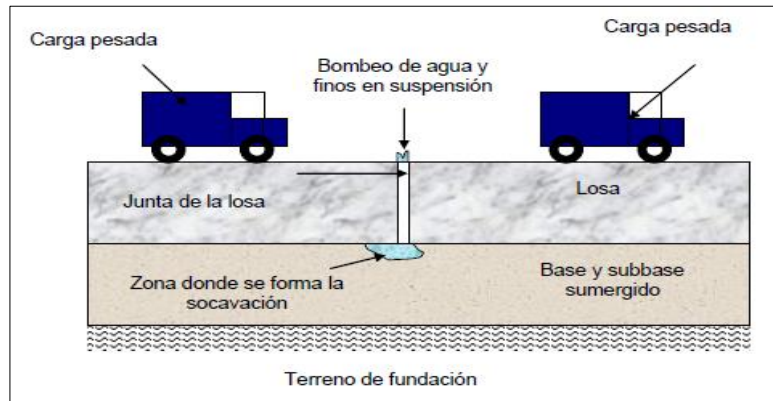 Carga pesada
Carga pesada
Bombeo de agua y
finos en suspensión
Junta de la losa
Losa
Zona donde se forma la
socavación
Base y subbase
sumergido
Terreno de fundación